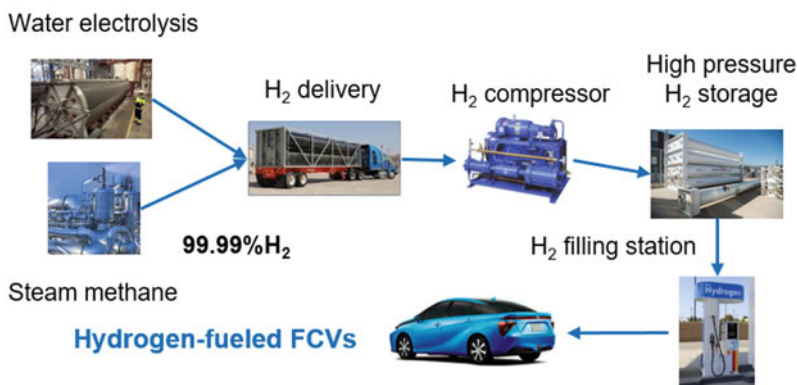 Water electrolysis
H₂ delivery
H₂ compressor
High pressure
H₂ storage
99.99%H₂
H₂ filling station
Steam methane
Hydrogen-fueled FCVs
Hydrogen